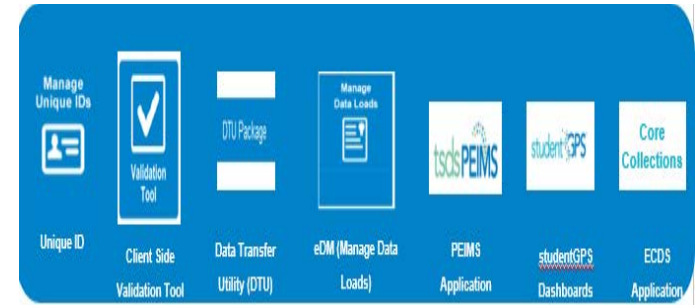 Manage
Unique IDs
Unique ID
Validation
Tool
Client Side
Validation Tool
DTU Package
Data Transfer
Utility (DTU)
Manage
Data Loads
eDM (Manage Data
Loads)
tsdsPEIMS
PEIMS
Application
studentGPS
studentGPS
Dashboards
Core
Collections
ECDS
Application